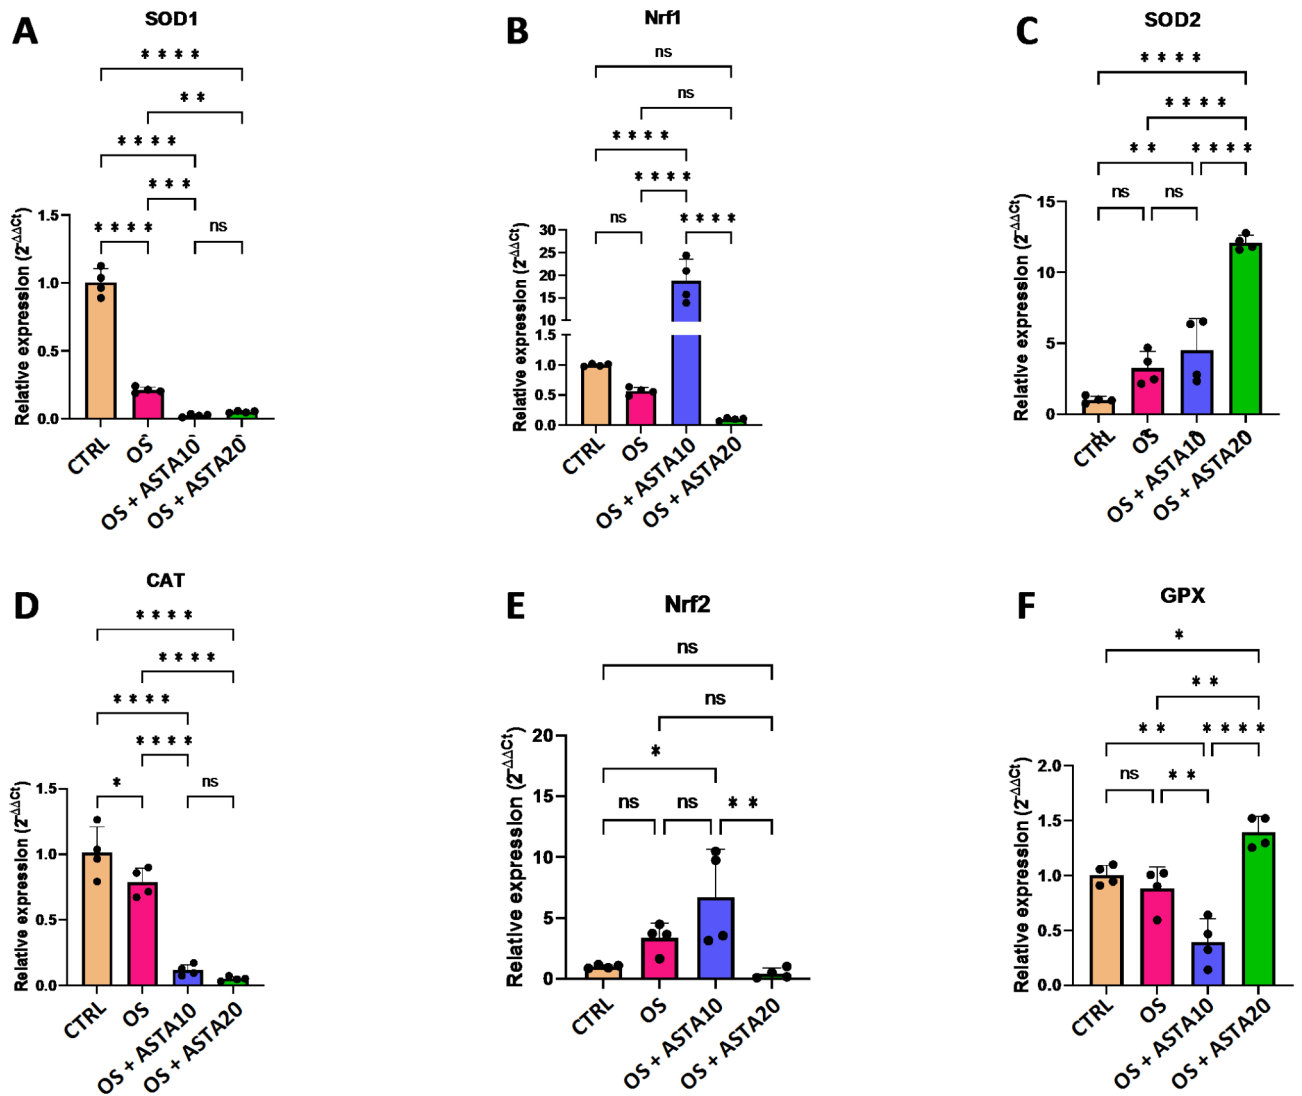 A
SOD1
* * * *
* *
* * * *
* * *
* * * *
ns
Relative expression (2^-ΔΔCt)
1.5
1.0
0.5
0.0
CTRL
OS
OS + ASTA10
OS + ASTA20
B
Nrf1
ns
ns
* * * *
* * * *
ns
* * * *
Relative expression (2^-ΔΔCt)
30
25
20
15
10
1.5
1.0
0.5
0.0
CTRL
OS
OS + ASTA10
OS + ASTA20
C
SOD2
* * * *
* * * *
* *
* * * *
ns
ns
Relative expression (2^-ΔΔCt)
15
10
5
0
CTRL
OS
OS + ASTA10
OS + ASTA20
D
CAT
* * * *
* * * *
* * * *
* * * *
*
ns
Relative expression (2^-ΔΔCt)
1.5
1.0
0.5
0.0
CTRL
OS
OS + ASTA10
OS + ASTA20
E
Nrf2
ns
ns
*
ns
ns
* *
Relative expression (2^-ΔΔCt)
20
15
10
5
0
CTRL
OS
OS + ASTA10
OS + ASTA20
F
GPX
*
* *
* *
* * * *
ns
* *
Relative expression (2^-ΔΔCt)
2.0
1.5
1.0
0.5
0.0
CTRL
OS
OS + ASTA10
OS + ASTA20